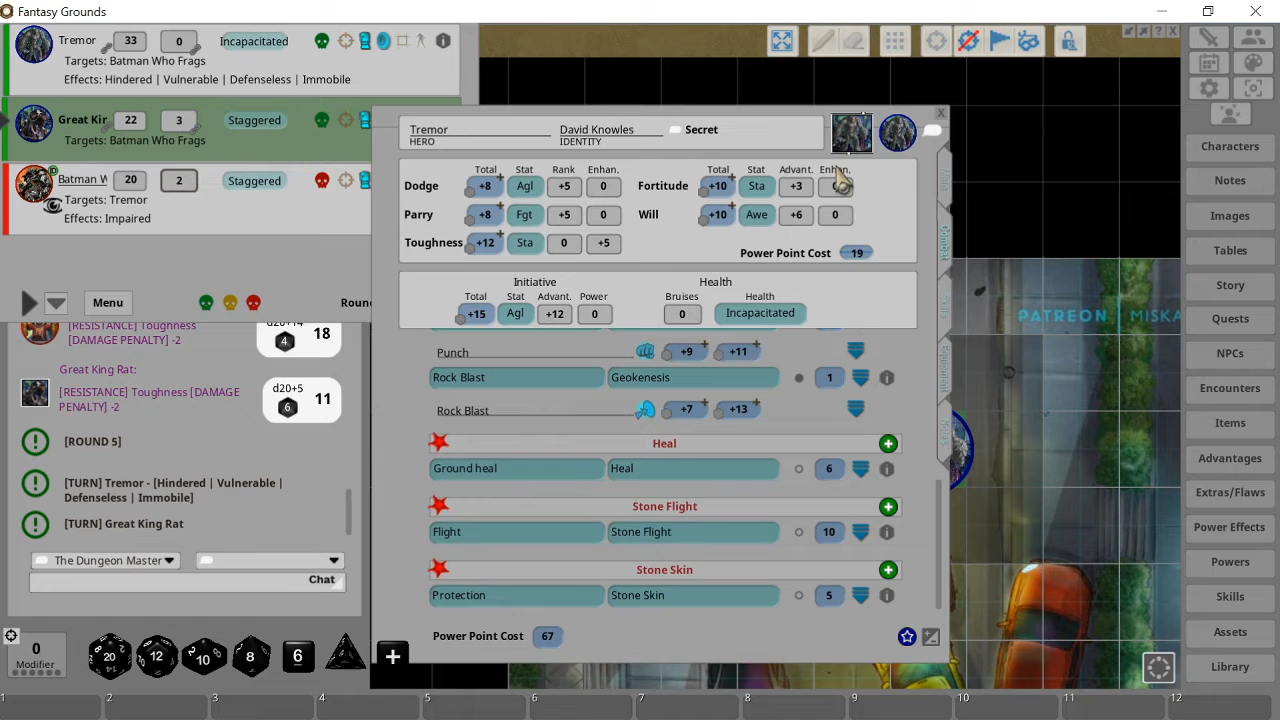 Fantasy Grounds
Tremor 33 0 Incapacitated
Targets: Batman Who Frags
Effects: Hindered | Vulnerable | Defenseless | Immobile
Great Kir 22 3 Staggered
Targets: Batman Who Frags
Batman W 20 2 Staggered
Targets: Tremor
Effects: Impaired
Menu
Roun
[RESISTANCE] Toughness
[DAMAGE PENALTY] -2
d20+14
4 18
Great King Rat:
[RESISTANCE] Toughness [DAMAGE
PENALTY] -2
d20+5
6 11
[ROUND 5]
[TURN] Tremor - [Hindered | Vulnerable |
Defenseless | Immobile]
[TURN] Great King Rat
The Dungeon Master
Chat
0
Modifier
20 12 10 8 6
1 2 3 4 5 6 7 8 9 10 11 12
Tremor David Knowles Secret
HERO IDENTITY
Total Stat Rank Enhan.
Dodge +8 Agl +5 0
Parry +8 Fgt +5 0
Toughness +12 Sta 0 +5
Total Stat Advant. Enhan.
Fortitude +10 Sta +3
Will +10 Awe +6 0
Power Point Cost 19
Initiative
Total Stat Advant. Power
+15 Agl +12 0
Health
Bruises Health
0 Incapacitated
Punch +9 +11
Rock Blast Geokenesis 1
Rock Blast +7 +13
Heal
Ground heal Heal 6
Stone Flight
Flight Stone Flight 10
Stone Skin
Protection Stone Skin 5
Power Point Cost 67
Combat
Notes
PATREON | MISKA
Characters
Notes
Images
Tables
Story
Quests
NPCs
Encounters
Items
Advantages
Extras/Flaws
Power Effects
Powers
Skills
Assets
Library